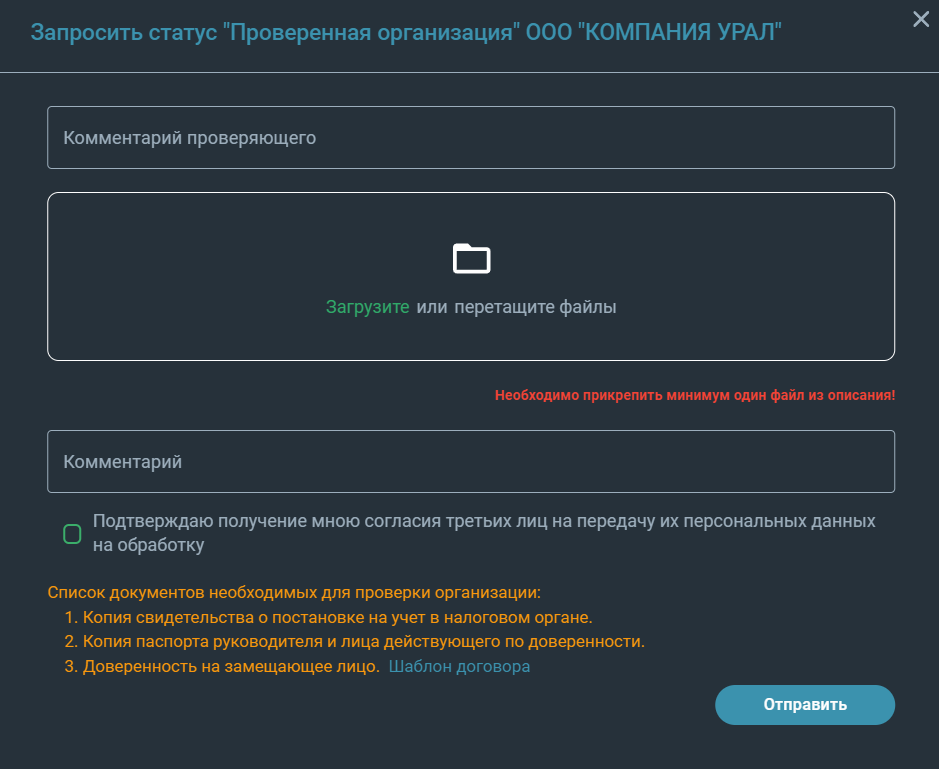 Запросить статус "Проверенная организация" ООО "КОМПАНИЯ УРАЛ"
Комментарий проверяющего
Загрузите или перетащите файлы
Необходимо прикрепить минимум один файл из описания!
Комментарий
Подтверждаю получение мною согласия третьих лиц на передачу их персональных данных
на обработку
Список документов необходимых для проверки организации:
1. Копия свидетельства о постановке на учет в налоговом органе.
2. Копия паспорта руководителя и лица действующего по доверенности.
3. Доверенность на замещающее лицо. Шаблон договора
Отправить